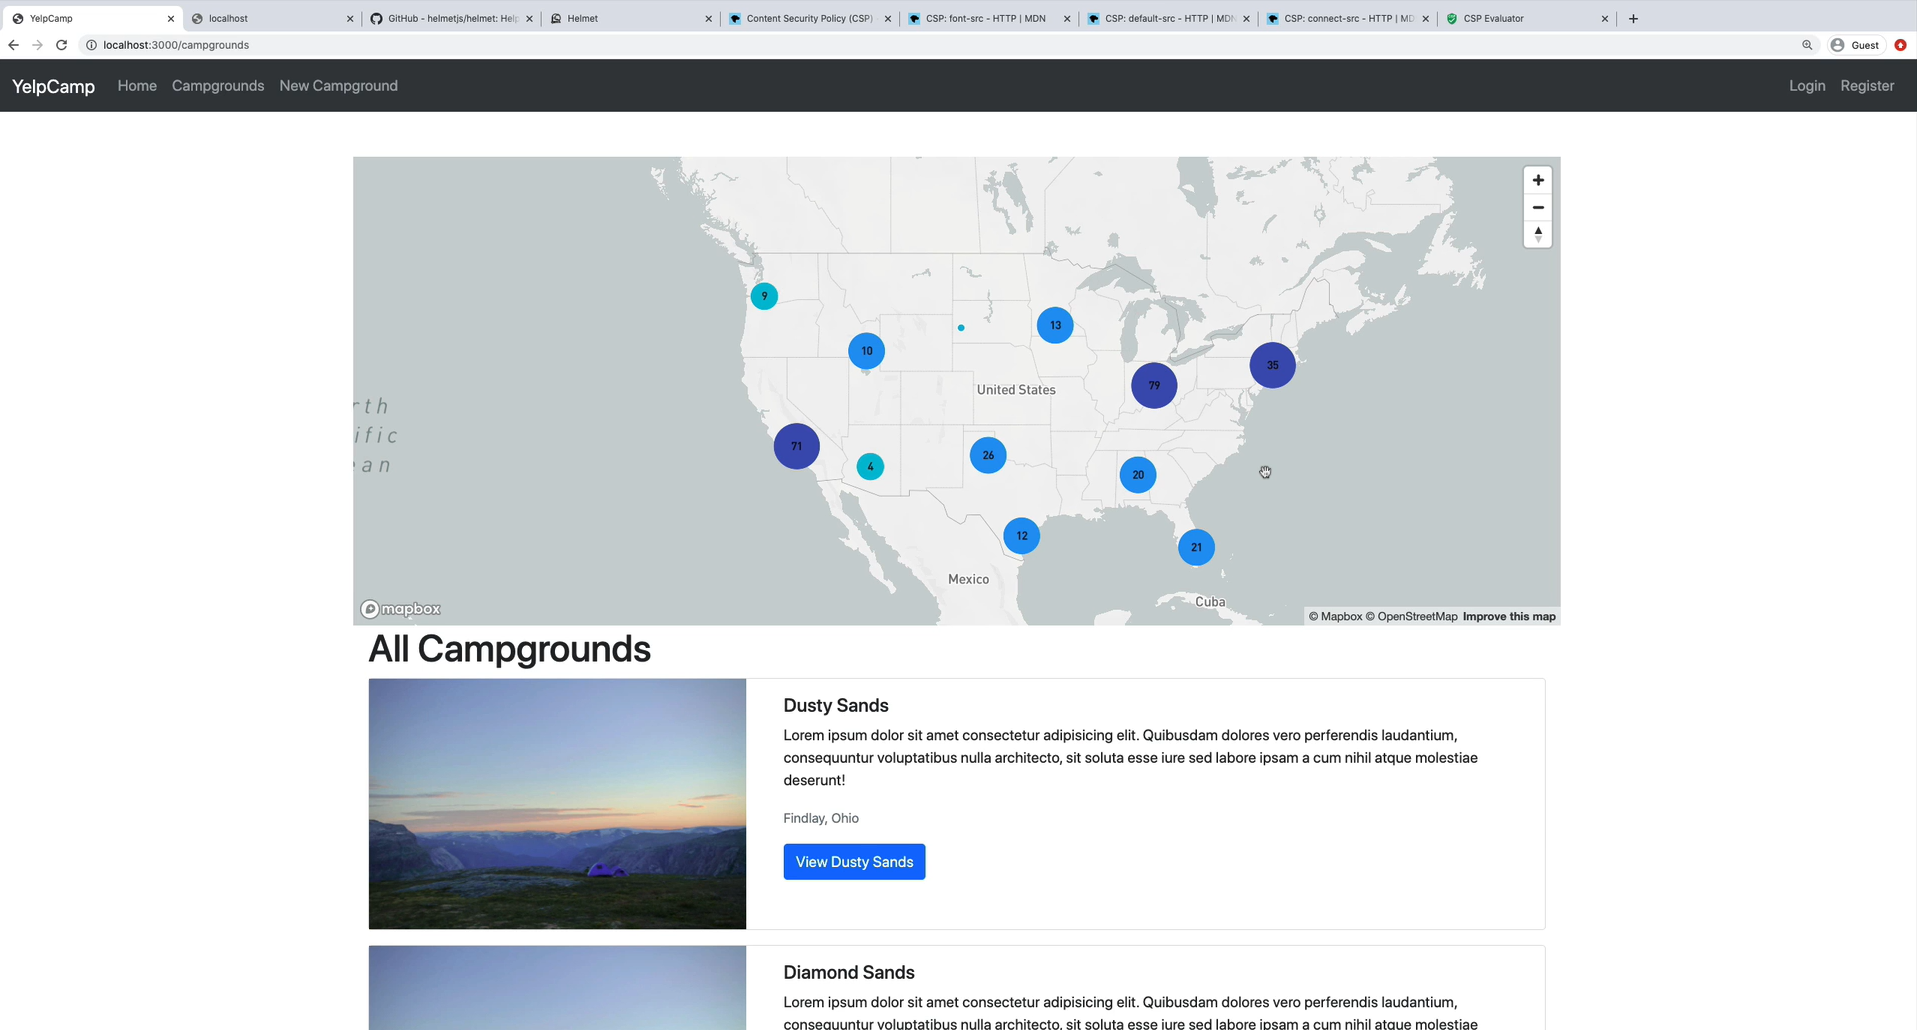 YelpCamp
localhost
GitHub - helmetjs/helmet: Help
Helmet
Content Security Policy (CSP)
CSP: font-src - HTTP | MDN
CSP: default-src - HTTP | MDN
CSP: connect-src - HTTP | MD
CSP Evaluator
localhost:3000/campgrounds
Guest
YelpCamp Home Campgrounds New Campground Login Register
9
13
10
35
79
United States
71
26
4
20
12
21
rth
ific
an
Mexico
Cuba
mapbox
© Mapbox © OpenStreetMap Improve this map
All Campgrounds
Dusty Sands
Lorem ipsum dolor sit amet consectetur adipisicing elit. Quibusdam dolores vero perferendis laudantium,
consequuntur voluptatibus nulla architecto, sit soluta esse iure sed labore ipsam a cum nihil atque molestiae
deserunt!
Findlay, Ohio
View Dusty Sands
Diamond Sands
Lorem ipsum dolor sit amet consectetur adipisicing elit. Quibusdam dolores vero perferendis laudantium,
consequuntur voluptatibus nulla architecto, sit soluta esse iure sed labore ipsam a cum nihil atque molestiae